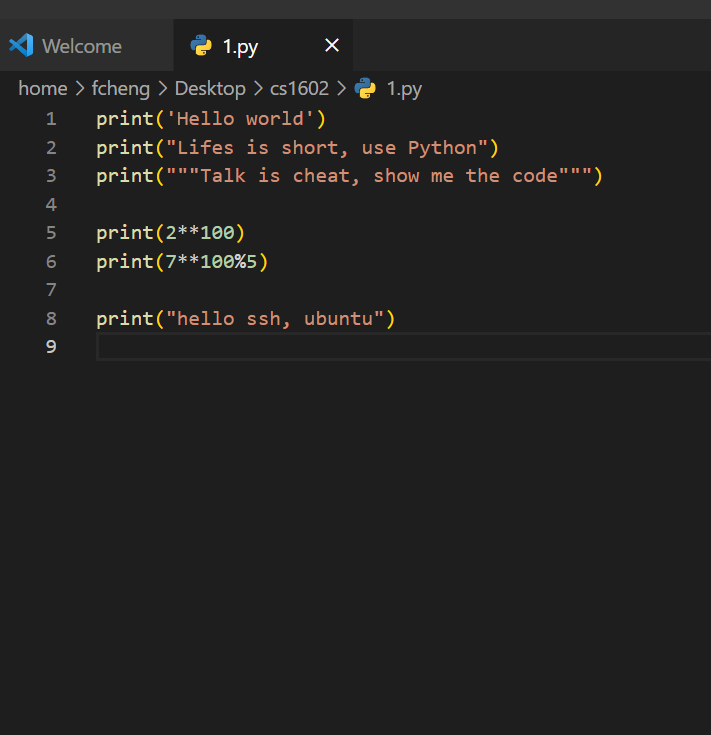 Welcome 1.py
home > fcheng > Desktop > cs1602 > 1.py
1 print('Hello world')
2 print("Lifes is short, use Python")
3 print("""Talk is cheat, show me the code""")
4
5 print(2**100)
6 print(7**100%5)
7
8 print("hello ssh, ubuntu")
9